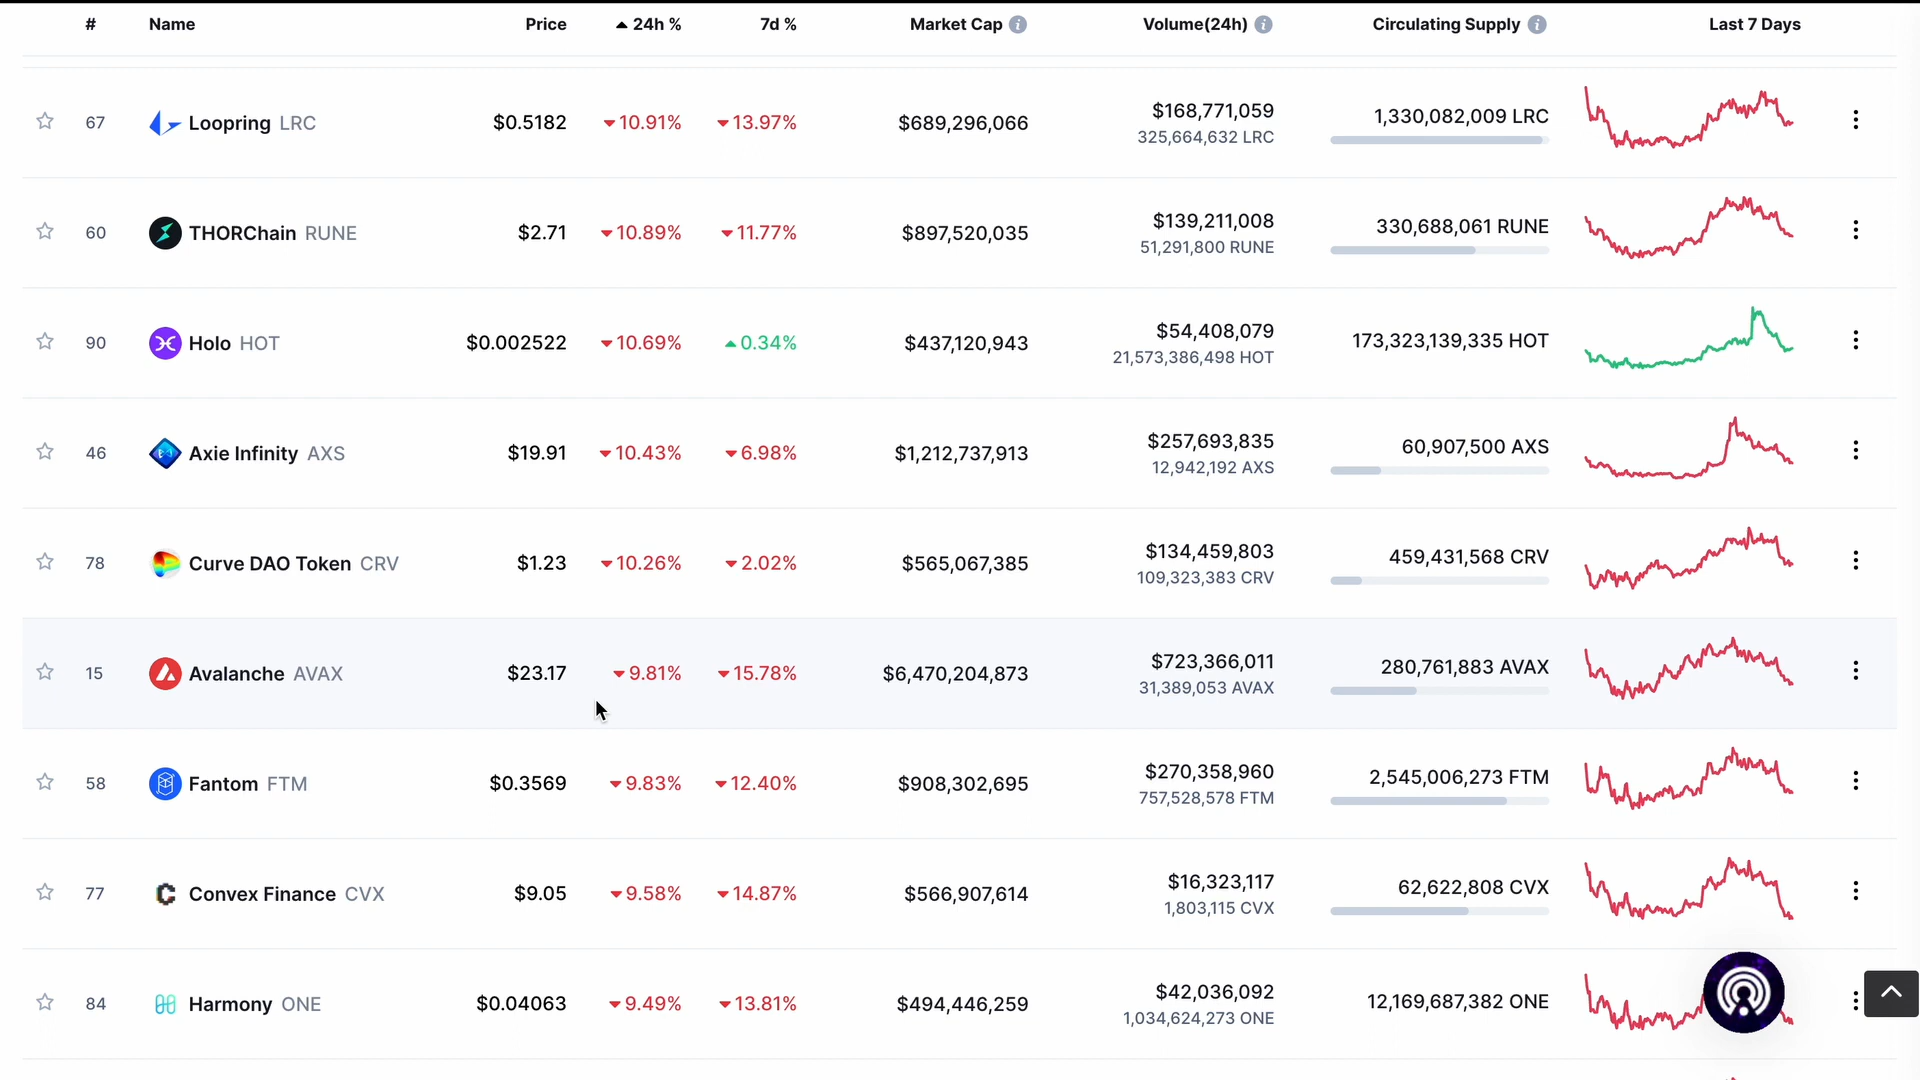 # Name Price 24h % 7d % Market Cap Volume(24h) Circulating Supply Last 7 Days
67 Loopring LRC $0.5182 10.91% 13.97% $689,296,066 $168,771,059 1,330,082,009 LRC
325,664,632 LRC
60 THORChain RUNE $2.71 10.89% 11.77% $897,520,035 $139,211,008 330,688,061 RUNE
51,291,800 RUNE
90 Holo HOT $0.002522 10.69% 0.34% $437,120,943 $54,408,079 173,323,139,335 HOT
21,573,386,498 HOT
46 Axie Infinity AXS $19.91 10.43% 6.98% $1,212,737,913 $257,693,835 60,907,500 AXS
12,942,192 AXS
78 Curve DAO Token CRV $1.23 10.26% 2.02% $565,067,385 $134,459,803 459,431,568 CRV
109,323,383 CRV
15 Avalanche AVAX $23.17 9.81% 15.78% $6,470,204,873 $723,366,011 280,761,883 AVAX
31,389,053 AVAX
58 Fantom FTM $0.3569 9.83% 12.40% $908,302,695 $270,358,960 2,545,006,273 FTM
757,528,578 FTM
77 Convex Finance CVX $9.05 9.58% 14.87% $566,907,614 $16,323,117 62,622,808 CVX
1,803,115 CVX
84 Harmony ONE $0.04063 9.49% 13.81% $494,446,259 $42,036,092 12,169,687,382 ONE
1,034,624,273 ONE